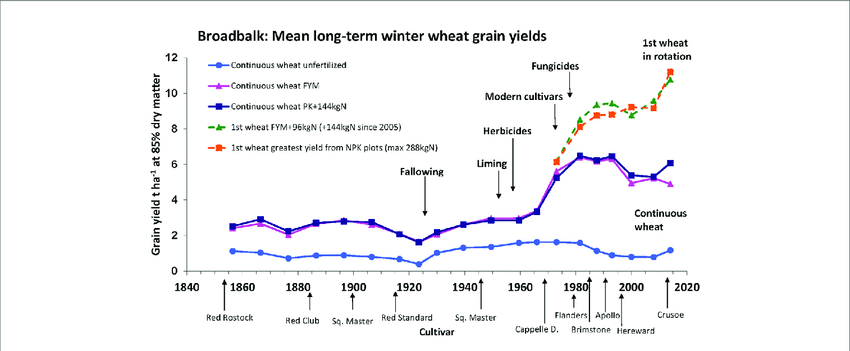 Broadbalk: Mean long-term winter wheat grain yields
Grain yield t ha-1 at 85% dry matter
12
10
8
6
4
2
0
Continuous wheat unfertilized
Continuous wheat FYM
Continuous wheat PK+144kgN
1st wheat FYM+96kgN (+144kgN since 2005)
1st wheat greatest yield from NPK plots (max 288kgN)
1st wheat
in rotation
Fungicides
Modern cultivars
Herbicides
Liming
Fallowing
Continuous
wheat
1840 1860 1880 1900 1920 1940 1960 1980 2000 2020
Red Rostock
Red Club
Sq. Master
Red Standard
Sq. Master
Cappelle D.
Flanders
Brimstone
Apollo
Hereward
Crusoe
Cultivar